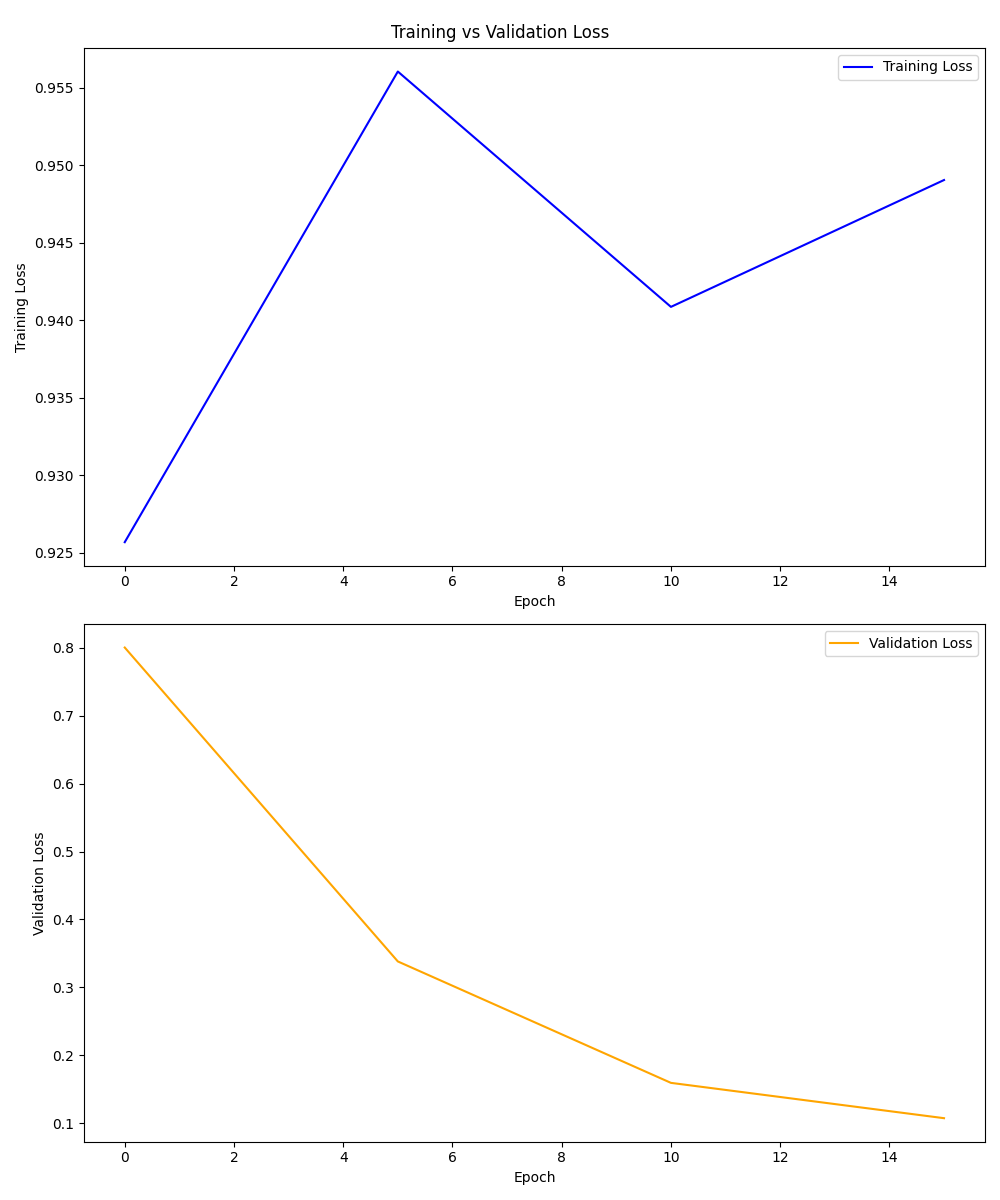 Training vs Validation Loss
Training Loss
0.955
0.950
0.945
0.940
0.935
0.930
0.925
Training Loss
0 2 4 6 8 10 12 14
Epoch
Validation Loss
0.8
0.7
0.6
0.5
0.4
0.3
0.2
0.1
Validation Loss
0 2 4 6 8 10 12 14
Epoch